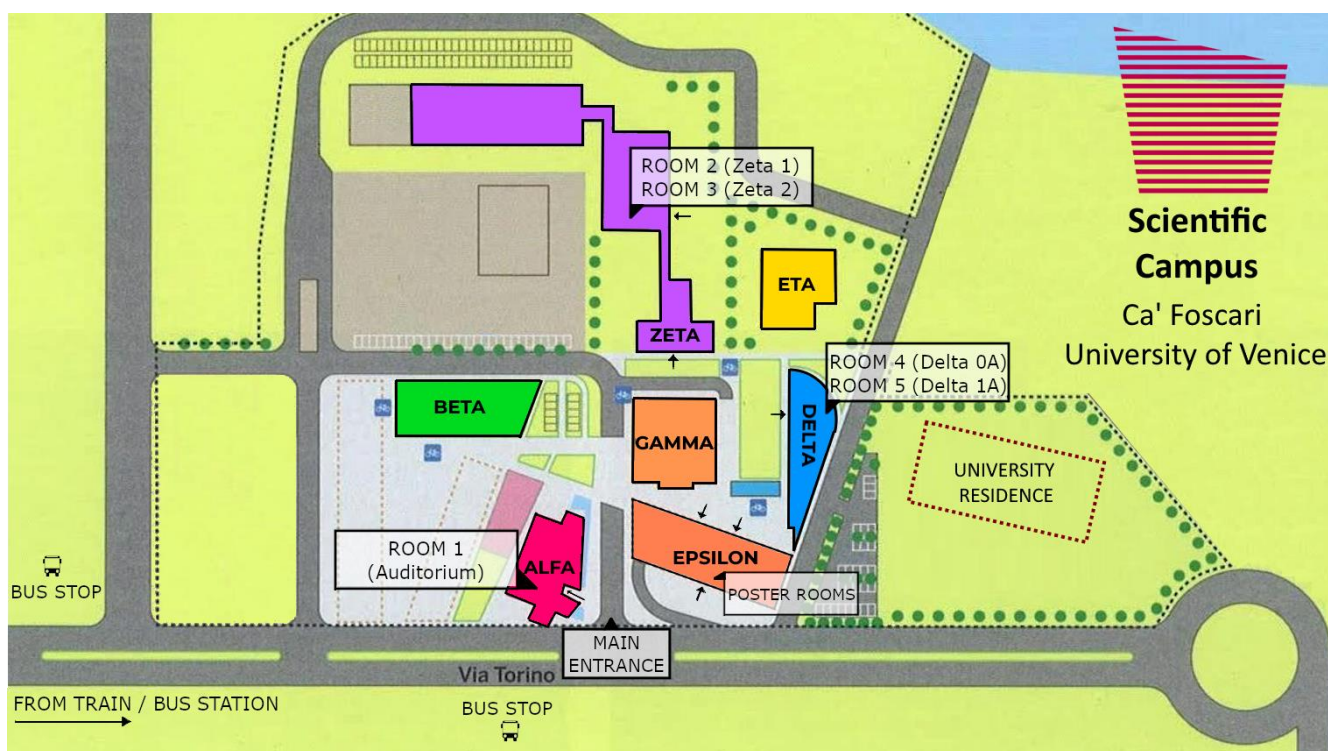 Scientific
Campus
Ca' Foscari
University of Venice
ROOM 2 (Zeta 1)
ROOM 3 (Zeta 2)
ETA
ZETA
ROOM 4 (Delta 0A)
ROOM 5 (Delta 1A)
BETA
GAMMA
DELTA
UNIVERSITY
RESIDENCE
ROOM 1
(Auditorium)
ALFA
EPSILON
POSTER ROOMS
BUS STOP
MAIN
ENTRANCE
Via Torino
FROM TRAIN / BUS STATION
BUS STOP